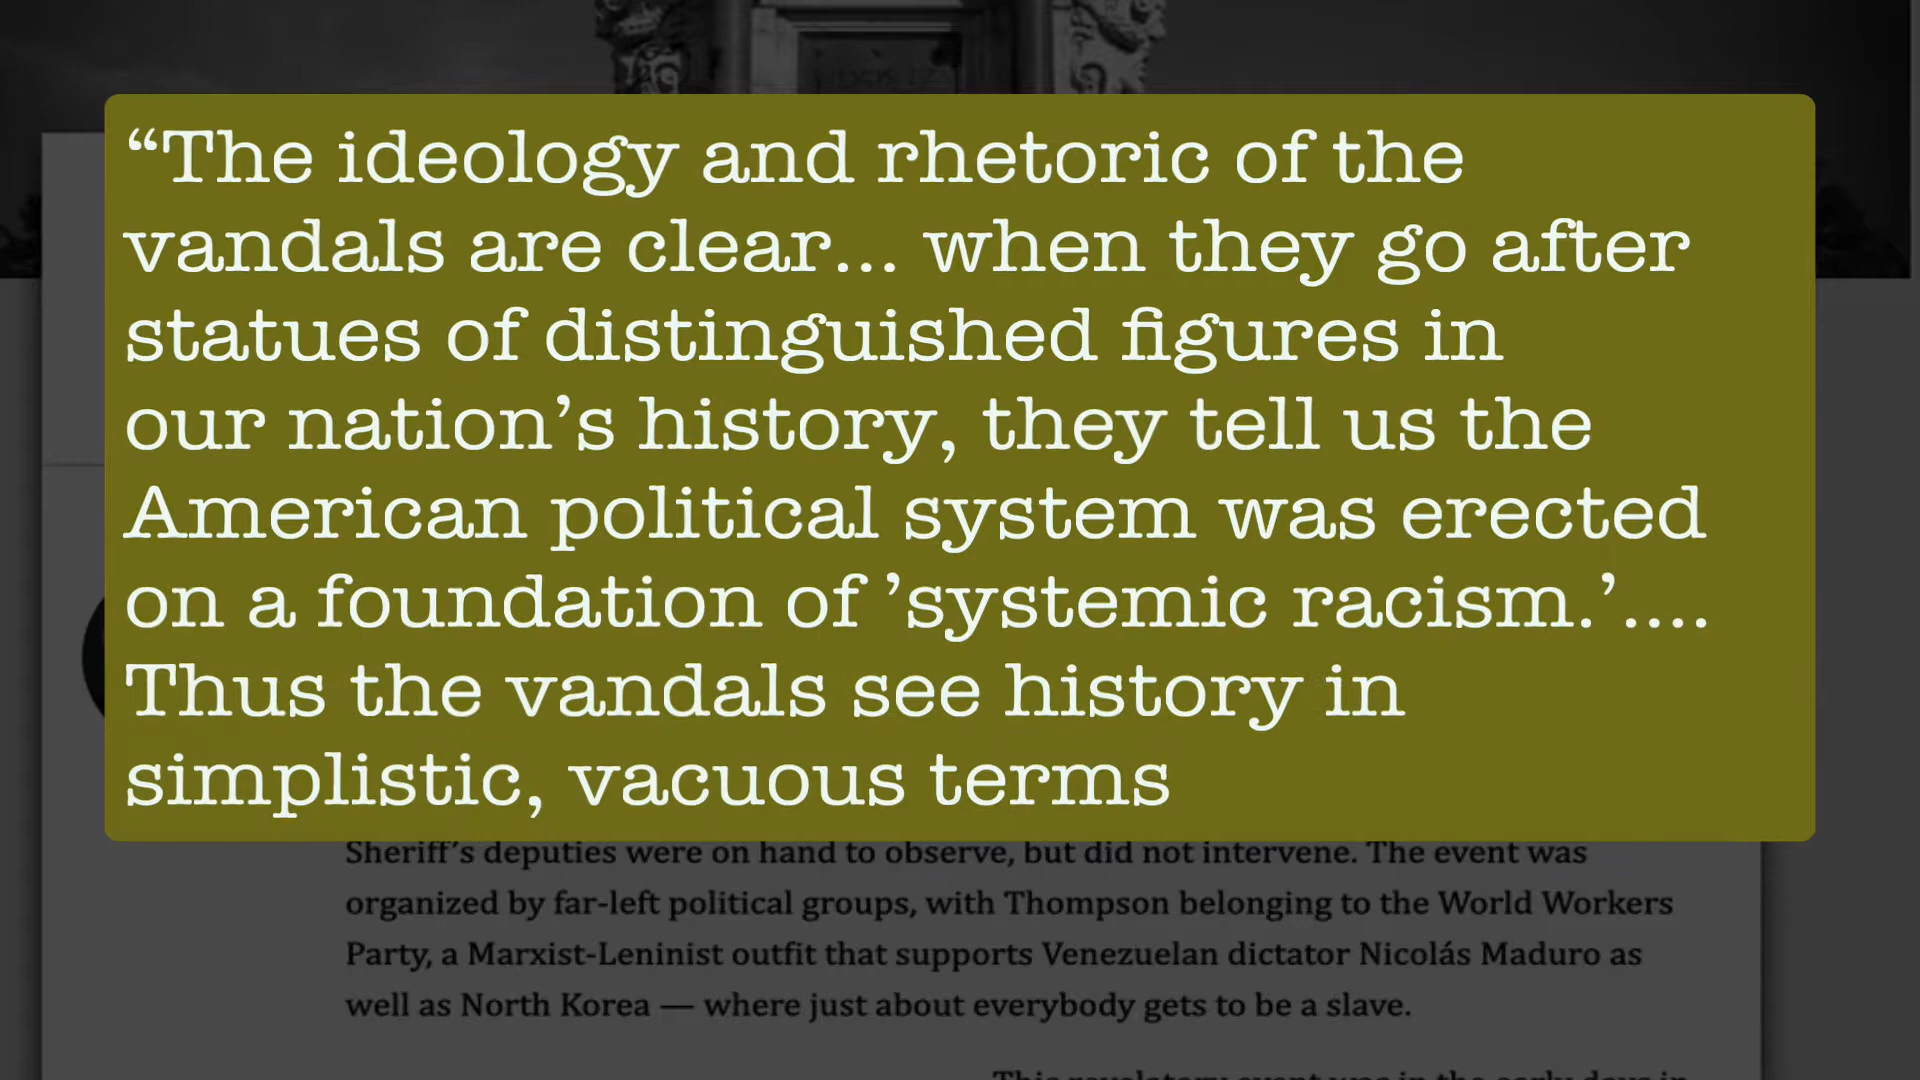 “The ideology and rhetoric of the
vandals are clear... when they go after
statues of distinguished figures in
our nation’s history, they tell us the
American political system was erected
on a foundation of ’systemic racism.’....
Thus the vandals see history in
simplistic, vacuous terms
Sheriff’s deputies were on hand to observe, but did not intervene. The event was
organized by far-left political groups, with Thompson belonging to the World Workers
Party, a Marxist-Leninist outfit that supports Venezuelan dictator Nicolás Maduro as
well as North Korea — where just about everybody gets to be a slave.